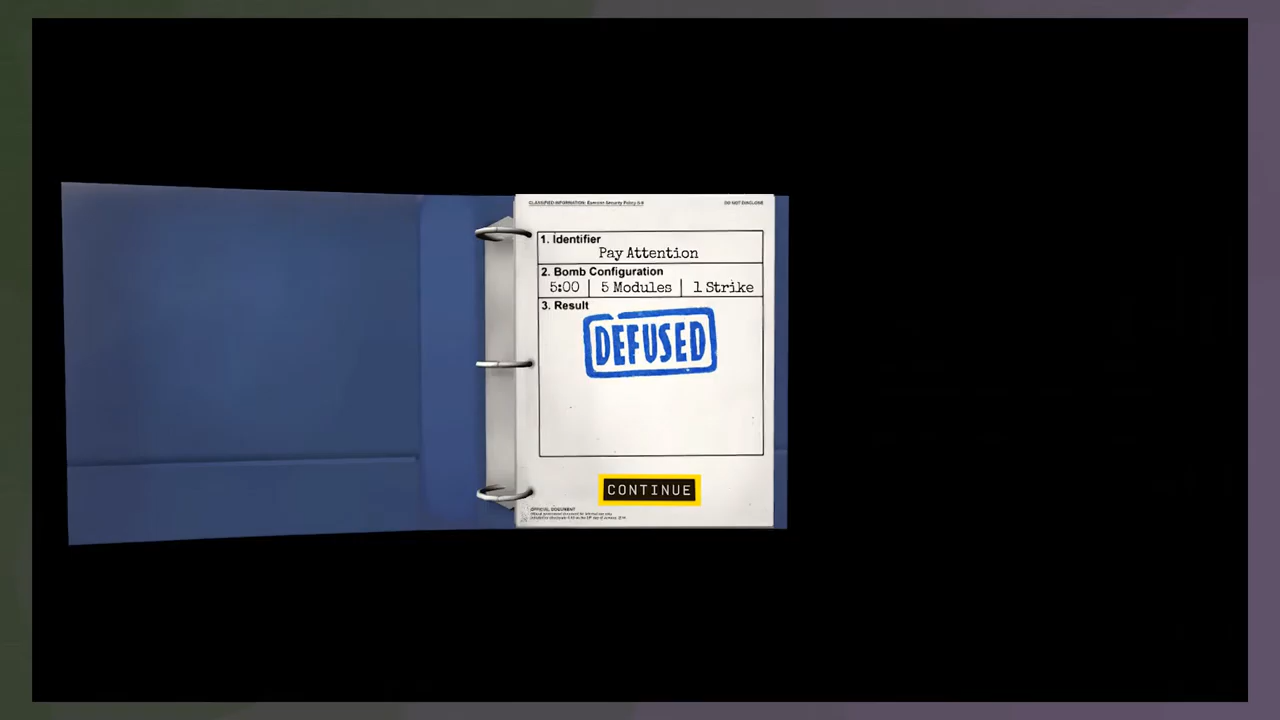 CLASSIFIED INFORMATION: DO NOT DISCLOSE
1. Identifier
Pay Attention
2. Bomb Configuration
5:00 | 5 Modules | 1 Strike
3. Result
DEFUSED
CONTINUE
OFFICIAL DOCUMENT